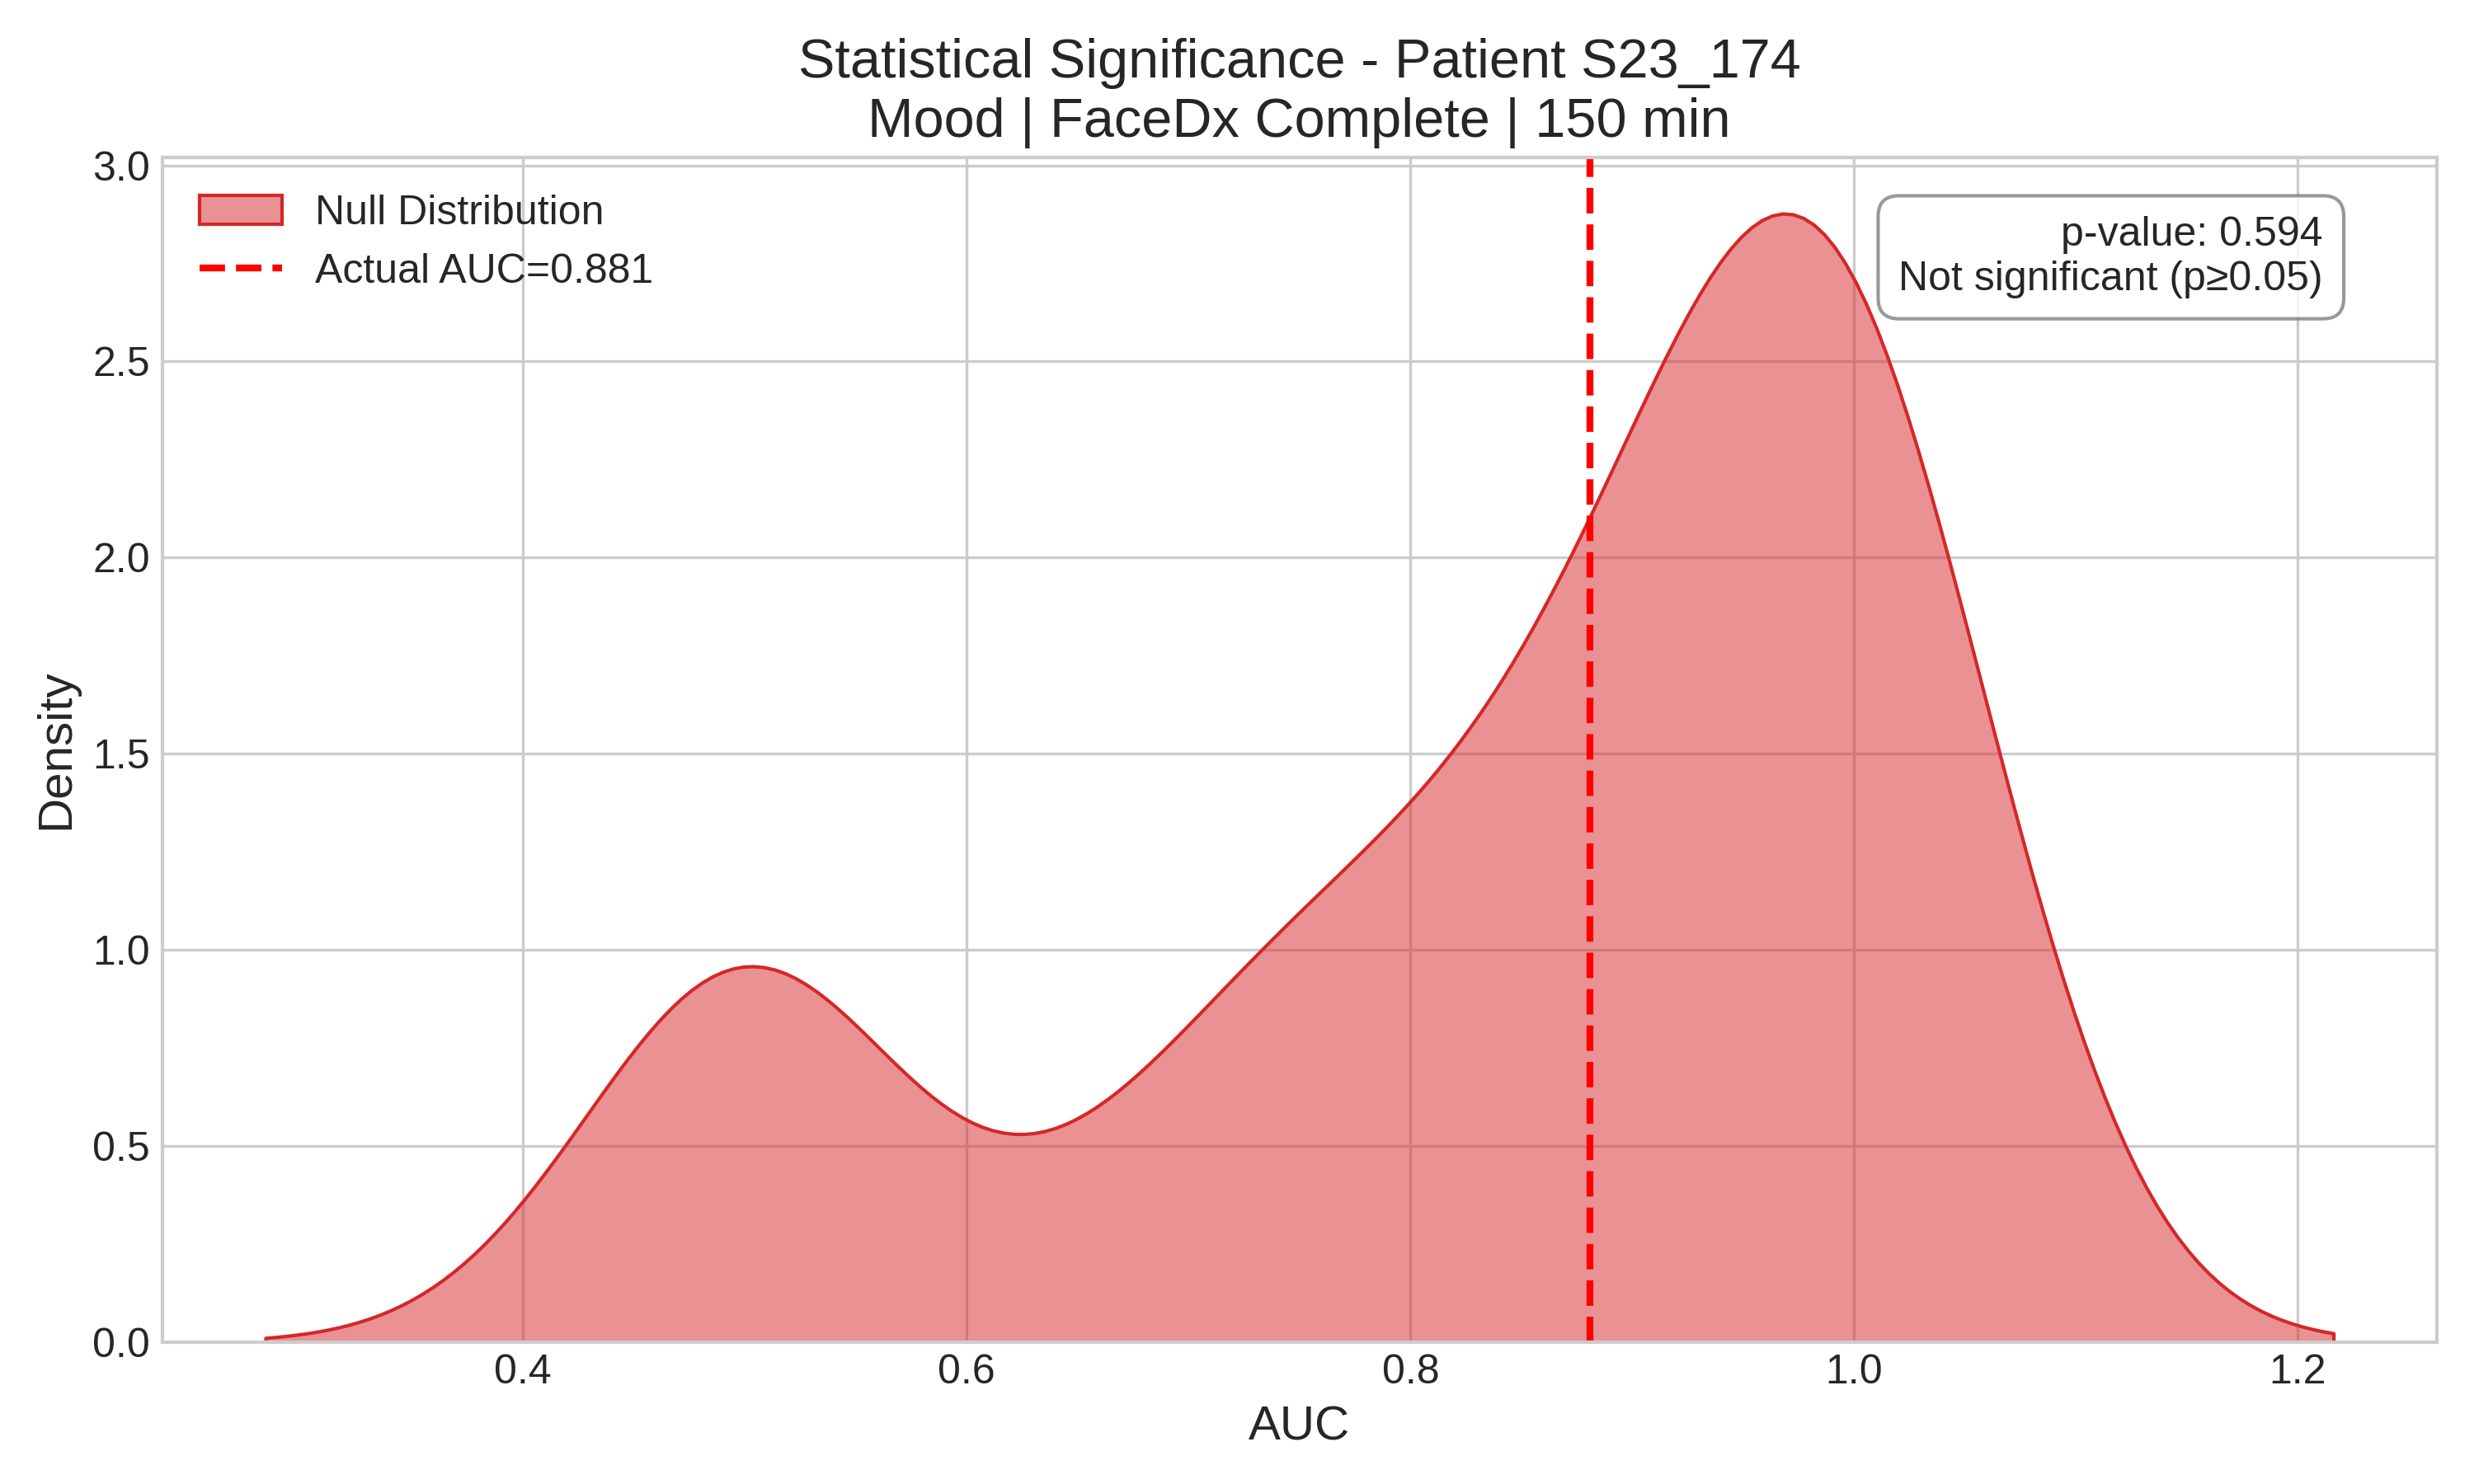 Statistical Significance - Patient S23_174
Mood | FaceDx Complete | 150 min
3.0
2.5
2.0
1.5
1.0
0.5
0.0
Density
Null Distribution
Actual AUC=0.881
p-value: 0.594
Not significant (p≥0.05)
0.4
0.6
0.8
1.0
1.2
AUC